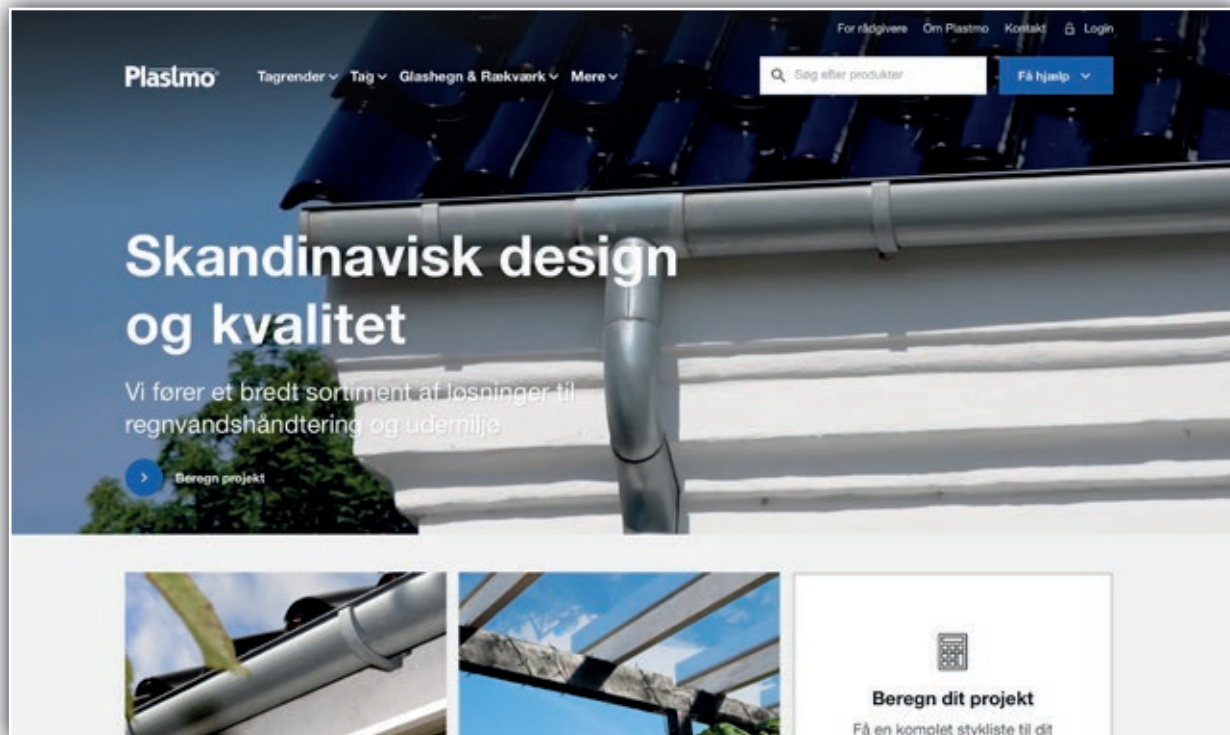 For rådgivere Om Plastmo Kontakt Login
Plastmo Tagrender Tag Glashegn & Rækværk Mere Søg efter produkter Få hjælp
Skandinavisk design
og kvalitet
Vi fører et bredt sortiment af løsninger til
regnvandshåndtering og udemiljø
Beregn projekt
Beregn dit projekt
Få en komplet stykliste til dit